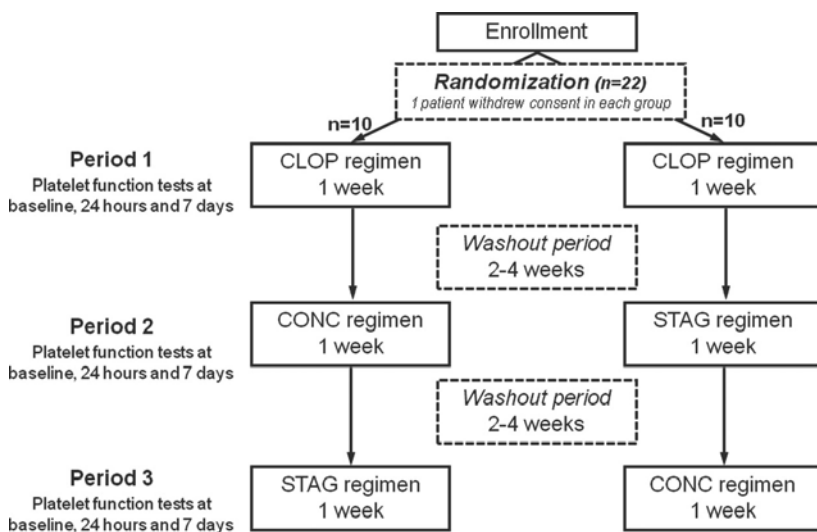 Enrollment
Randomization (n=22)
1 patient withdrew consent in each group
n=10
n=10
Period 1
Platelet function tests at
baseline, 24 hours and 7 days
CLOP regimen
1 week
CLOP regimen
1 week
Washout period
2-4 weeks
Period 2
Platelet function tests at
baseline, 24 hours and 7 days
CONC regimen
1 week
STAG regimen
1 week
Washout period
2-4 weeks
Period 3
Platelet function tests at
baseline, 24 hours and 7 days
STAG regimen
1 week
CONC regimen
1 week